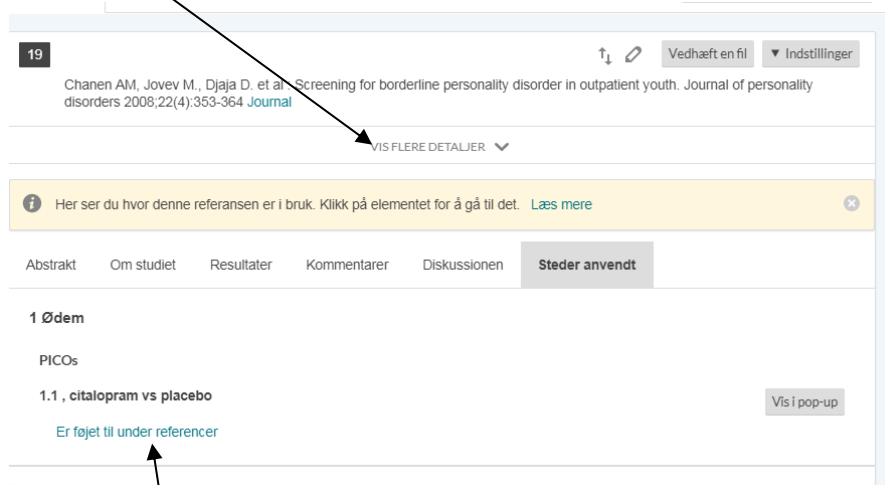 19
Vedhæft en fil
▼ Indstillinger
Chanen AM, Jovev M., Djaja D. et al : Screening for borderline personality disorder in outpatient youth. Journal of personality
disorders 2008;22(4):353-364 Journal
VIS FLERE DETALJER
Her ser du hvor denne referansen er i bruk. Klikk på elementet for å gå til det. Læs mere
Abstrakt
Om studiet
Resultater
Kommentarer
Diskussionen
Steder anvendt
1 Ødem
PICOs
1.1 , citalopram vs placebo
Vis i pop-up
Er føjet til under referencer